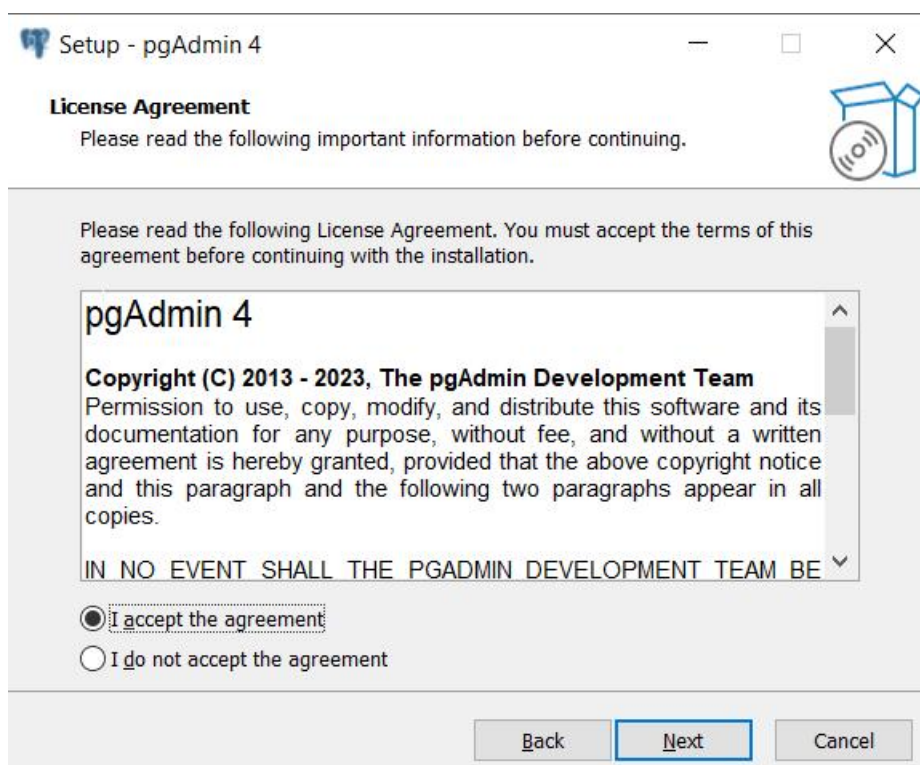 Setup - pgAdmin 4
License Agreement
Please read the following important information before continuing.
Please read the following License Agreement. You must accept the terms of this
agreement before continuing with the installation.
pgAdmin 4
Copyright (C) 2013 - 2023, The pgAdmin Development Team
Permission to use, copy, modify, and distribute this software and its
documentation for any purpose, without fee, and without a written
agreement is hereby granted, provided that the above copyright notice
and this paragraph and the following two paragraphs appear in all
copies.
IN NO EVENT SHALL THE PGADMIN DEVELOPMENT TEAM BE
I accept the agreement
I do not accept the agreement
Back Next Cancel